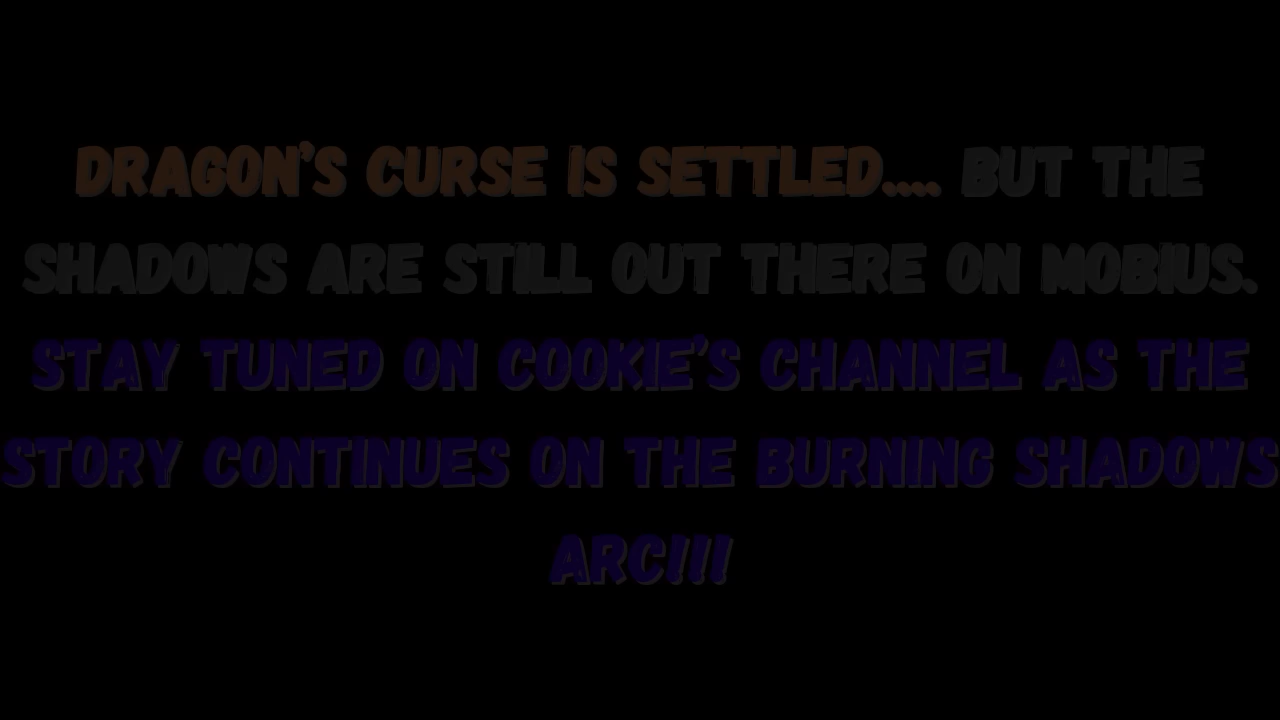 DRAGON'S CURSE IS SETTLED.... BUT THE
SHADOWS ARE STILL OUT THERE ON MOBIUS.
STAY TUNED ON COOKIE'S CHANNEL AS THE
STORY CONTINUES ON THE BURNING SHADOWS
ARC!!!